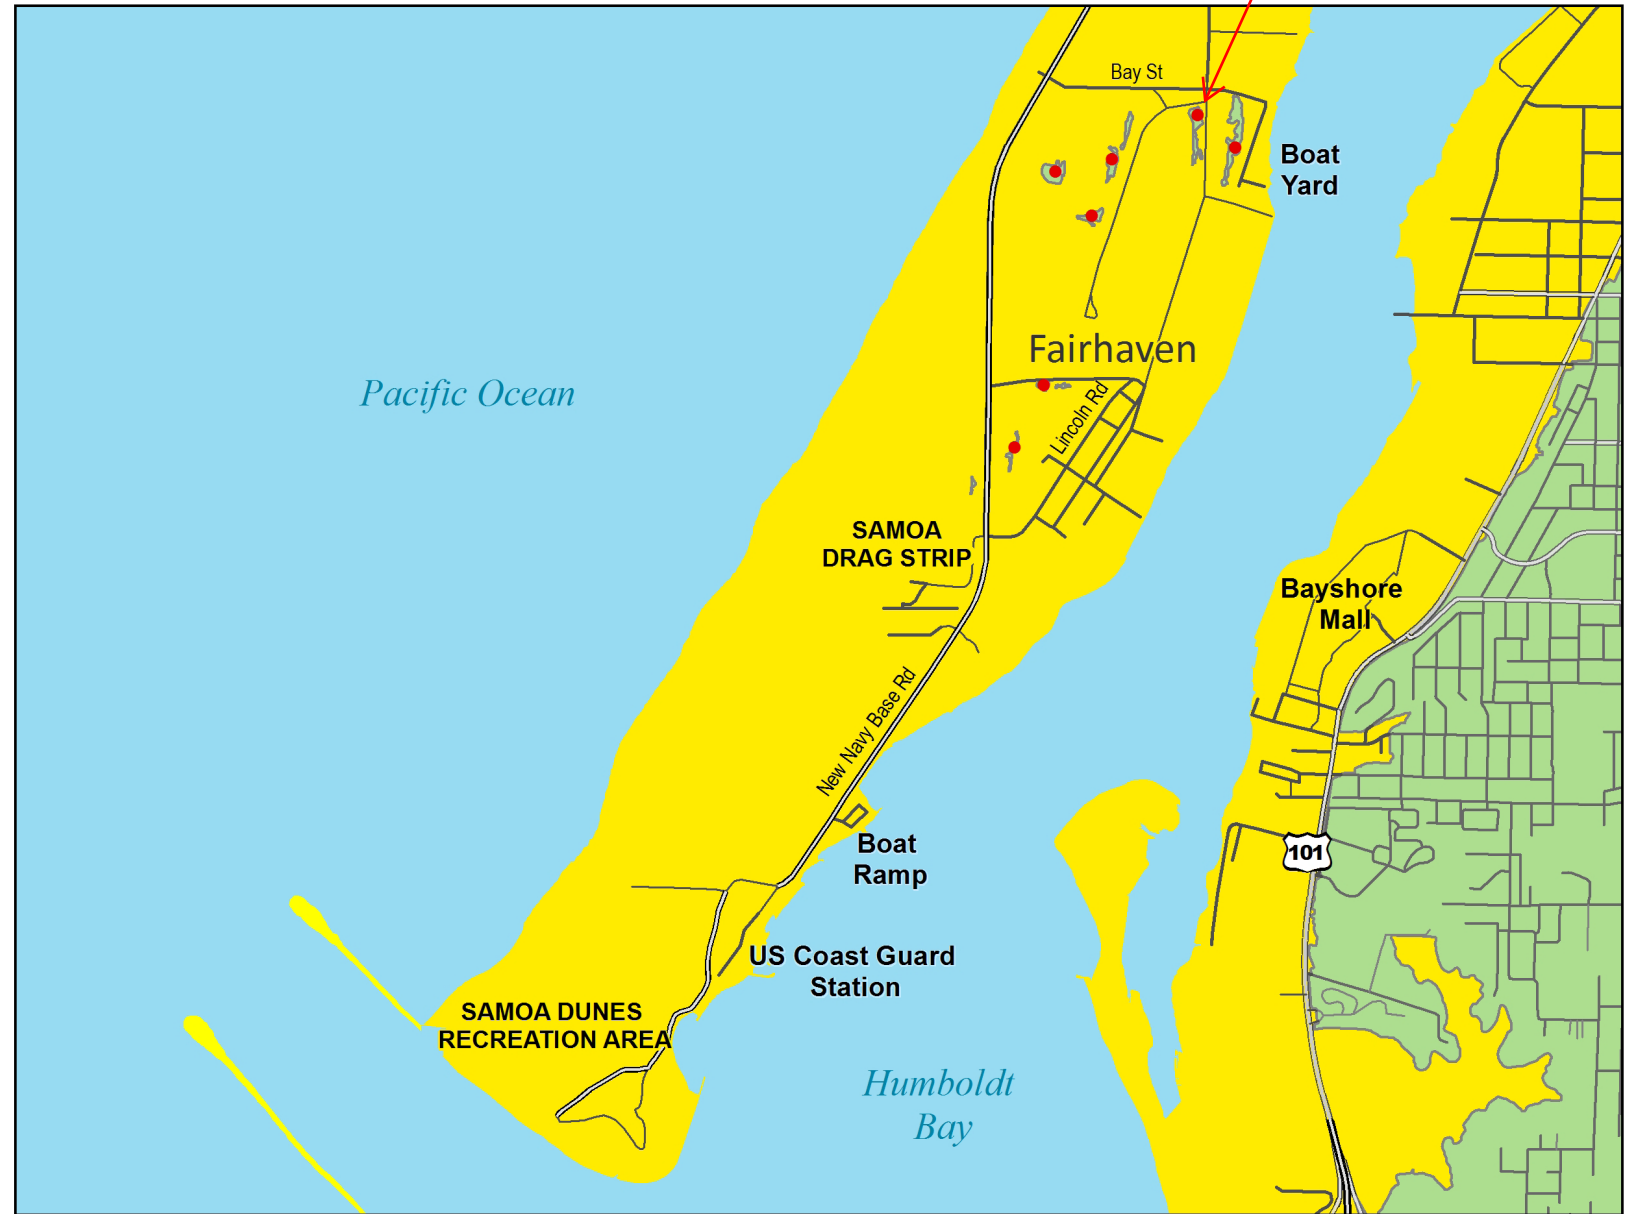 Bay St
Boat
Yard
Fairhaven
Pacific Ocean
Lincoln Rd
SAMOA
DRAG STRIP
Bayshore
Mall
New Navy Base Rd
Boat
Ramp
101
US Coast Guard
Station
SAMOA DUNES
RECREATION AREA
Humboldt
Bay